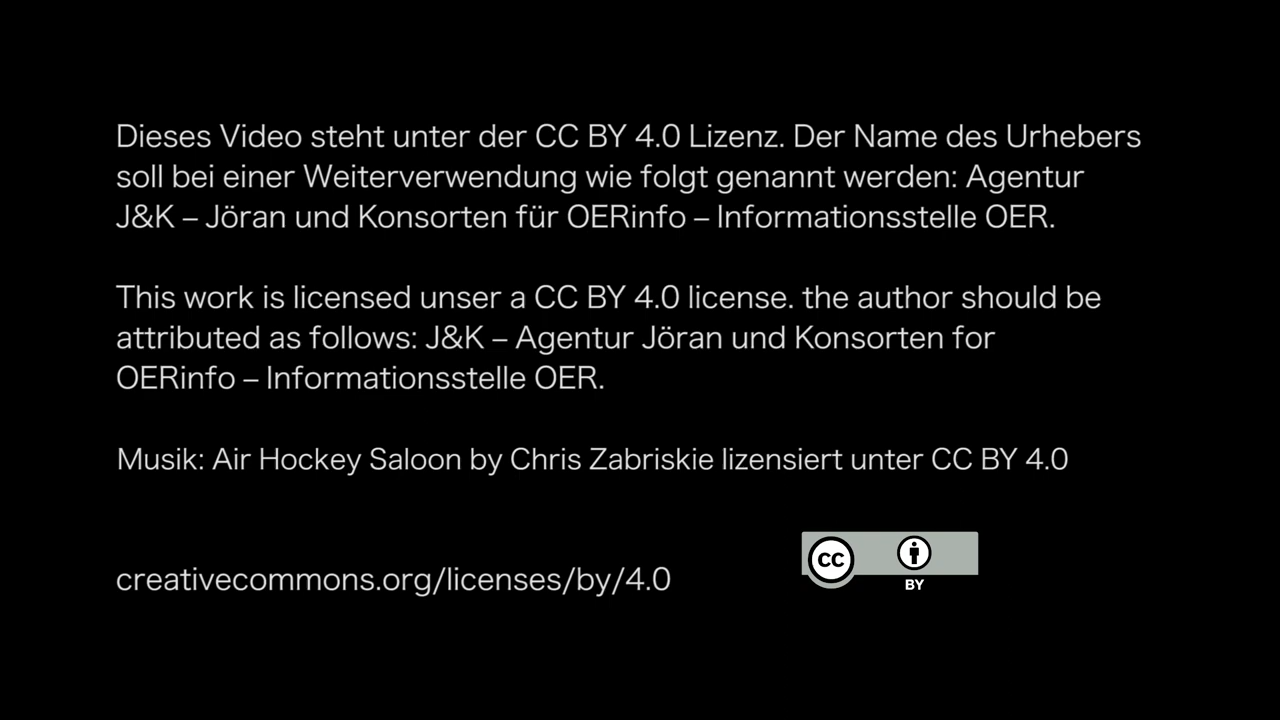 Dieses Video steht unter der CC BY 4.0 Lizenz. Der Name des Urhebers
soll bei einer Weiterverwendung wie folgt genannt werden: Agentur
J&K – Jöran und Konsorten für OERinfo – Informationsstelle OER.
This work is licensed unser a CC BY 4.0 license. the author should be
attributed as follows: J&K – Agentur Jöran und Konsorten for
OERinfo – Informationsstelle OER.
Musik: Air Hockey Saloon by Chris Zabriskie lizensiert unter CC BY 4.0
creativecommons.org/licenses/by/4.0
CC
BY